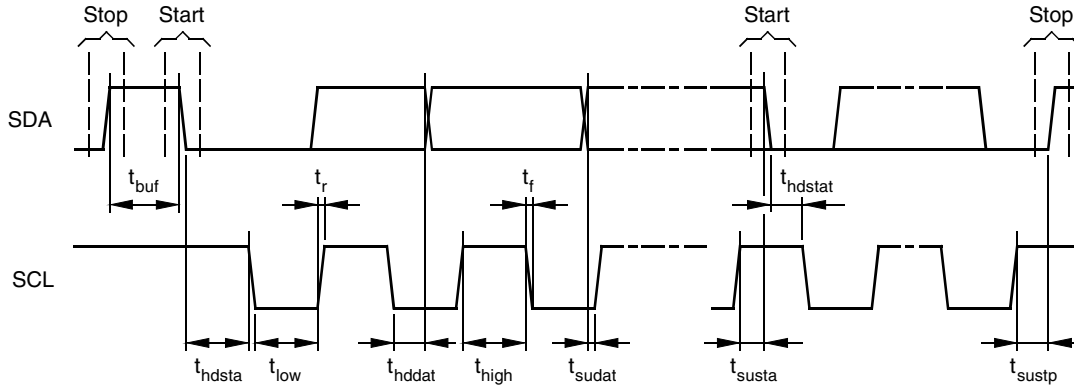 Stop
Start
Start
Stop
SDA
t_buf
t_r
t_f
t_hdstat
SCL
t_hdsta
t_low
t_hddat
t_high
t_sudat
t_susta
t_sustp